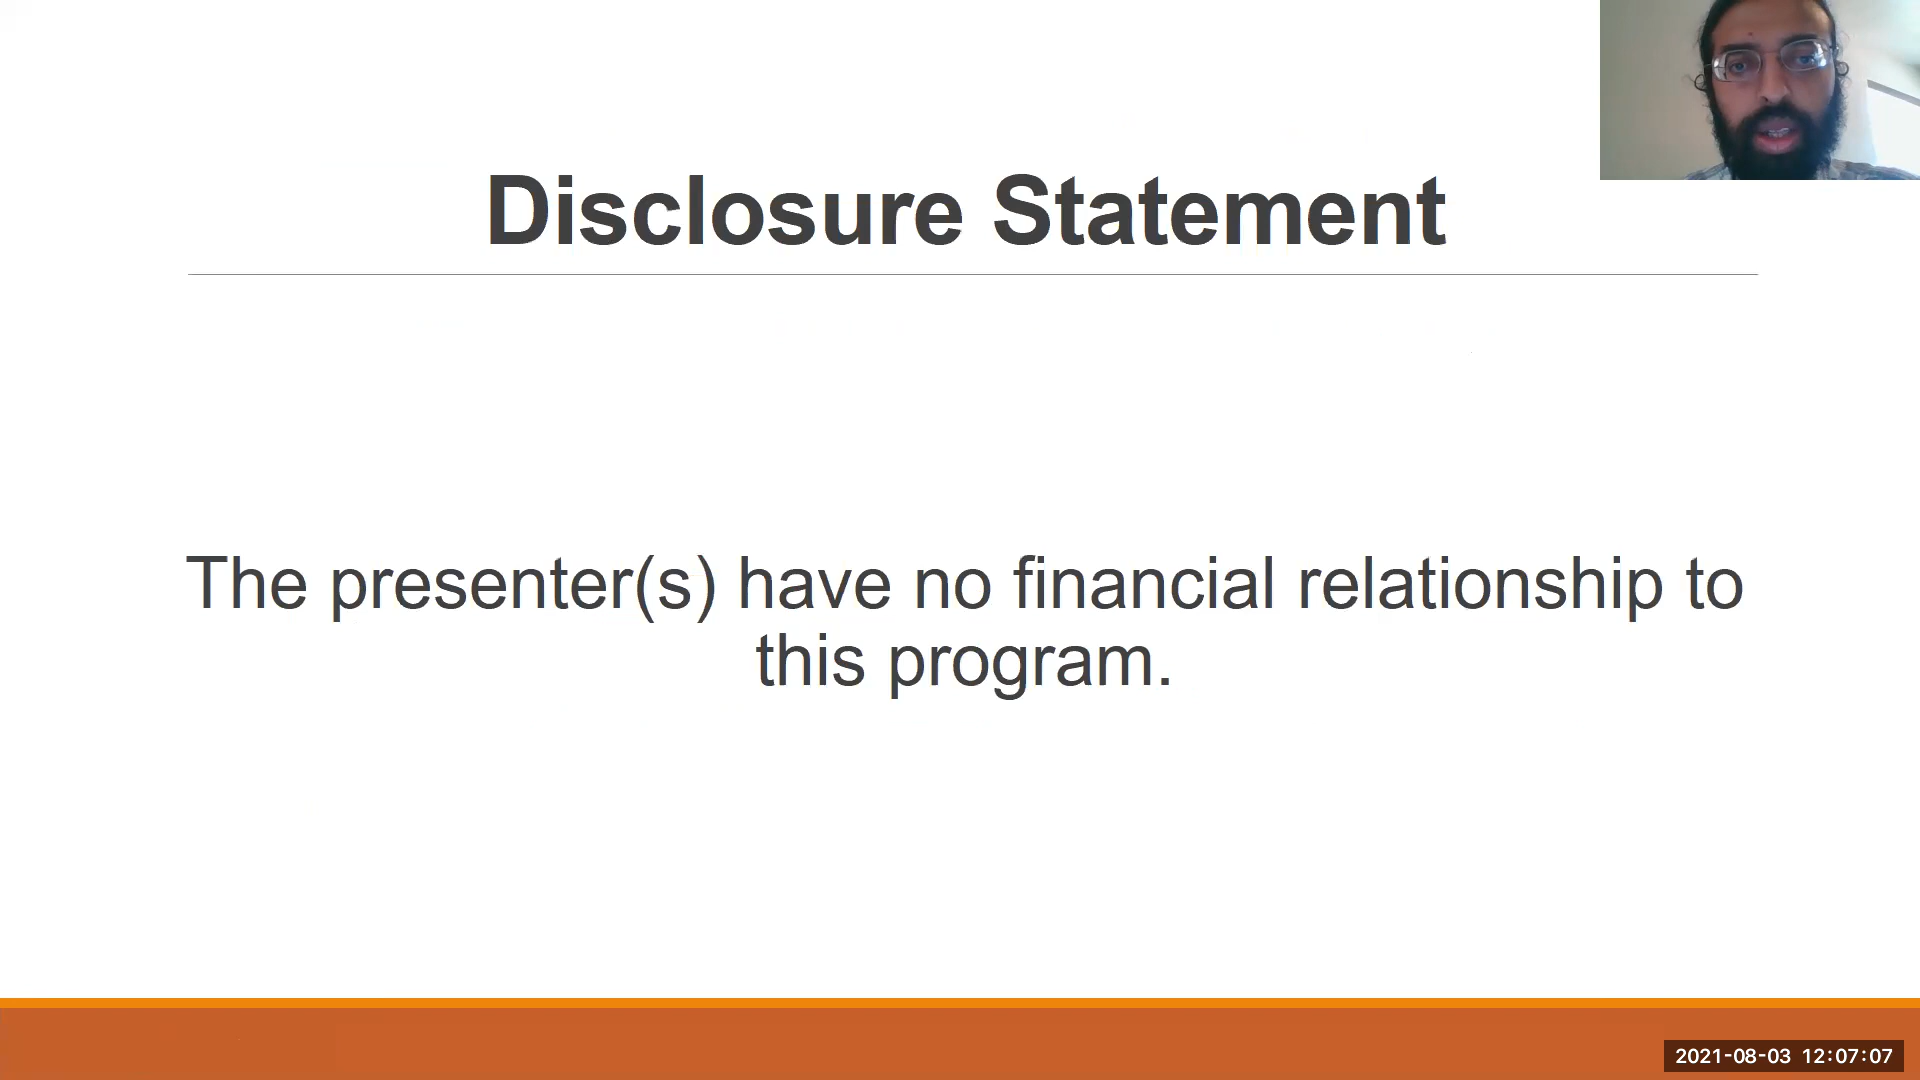 Disclosure Statement
The presenter(s) have no financial relationship to
this program.
2021-08-03 12:07:07